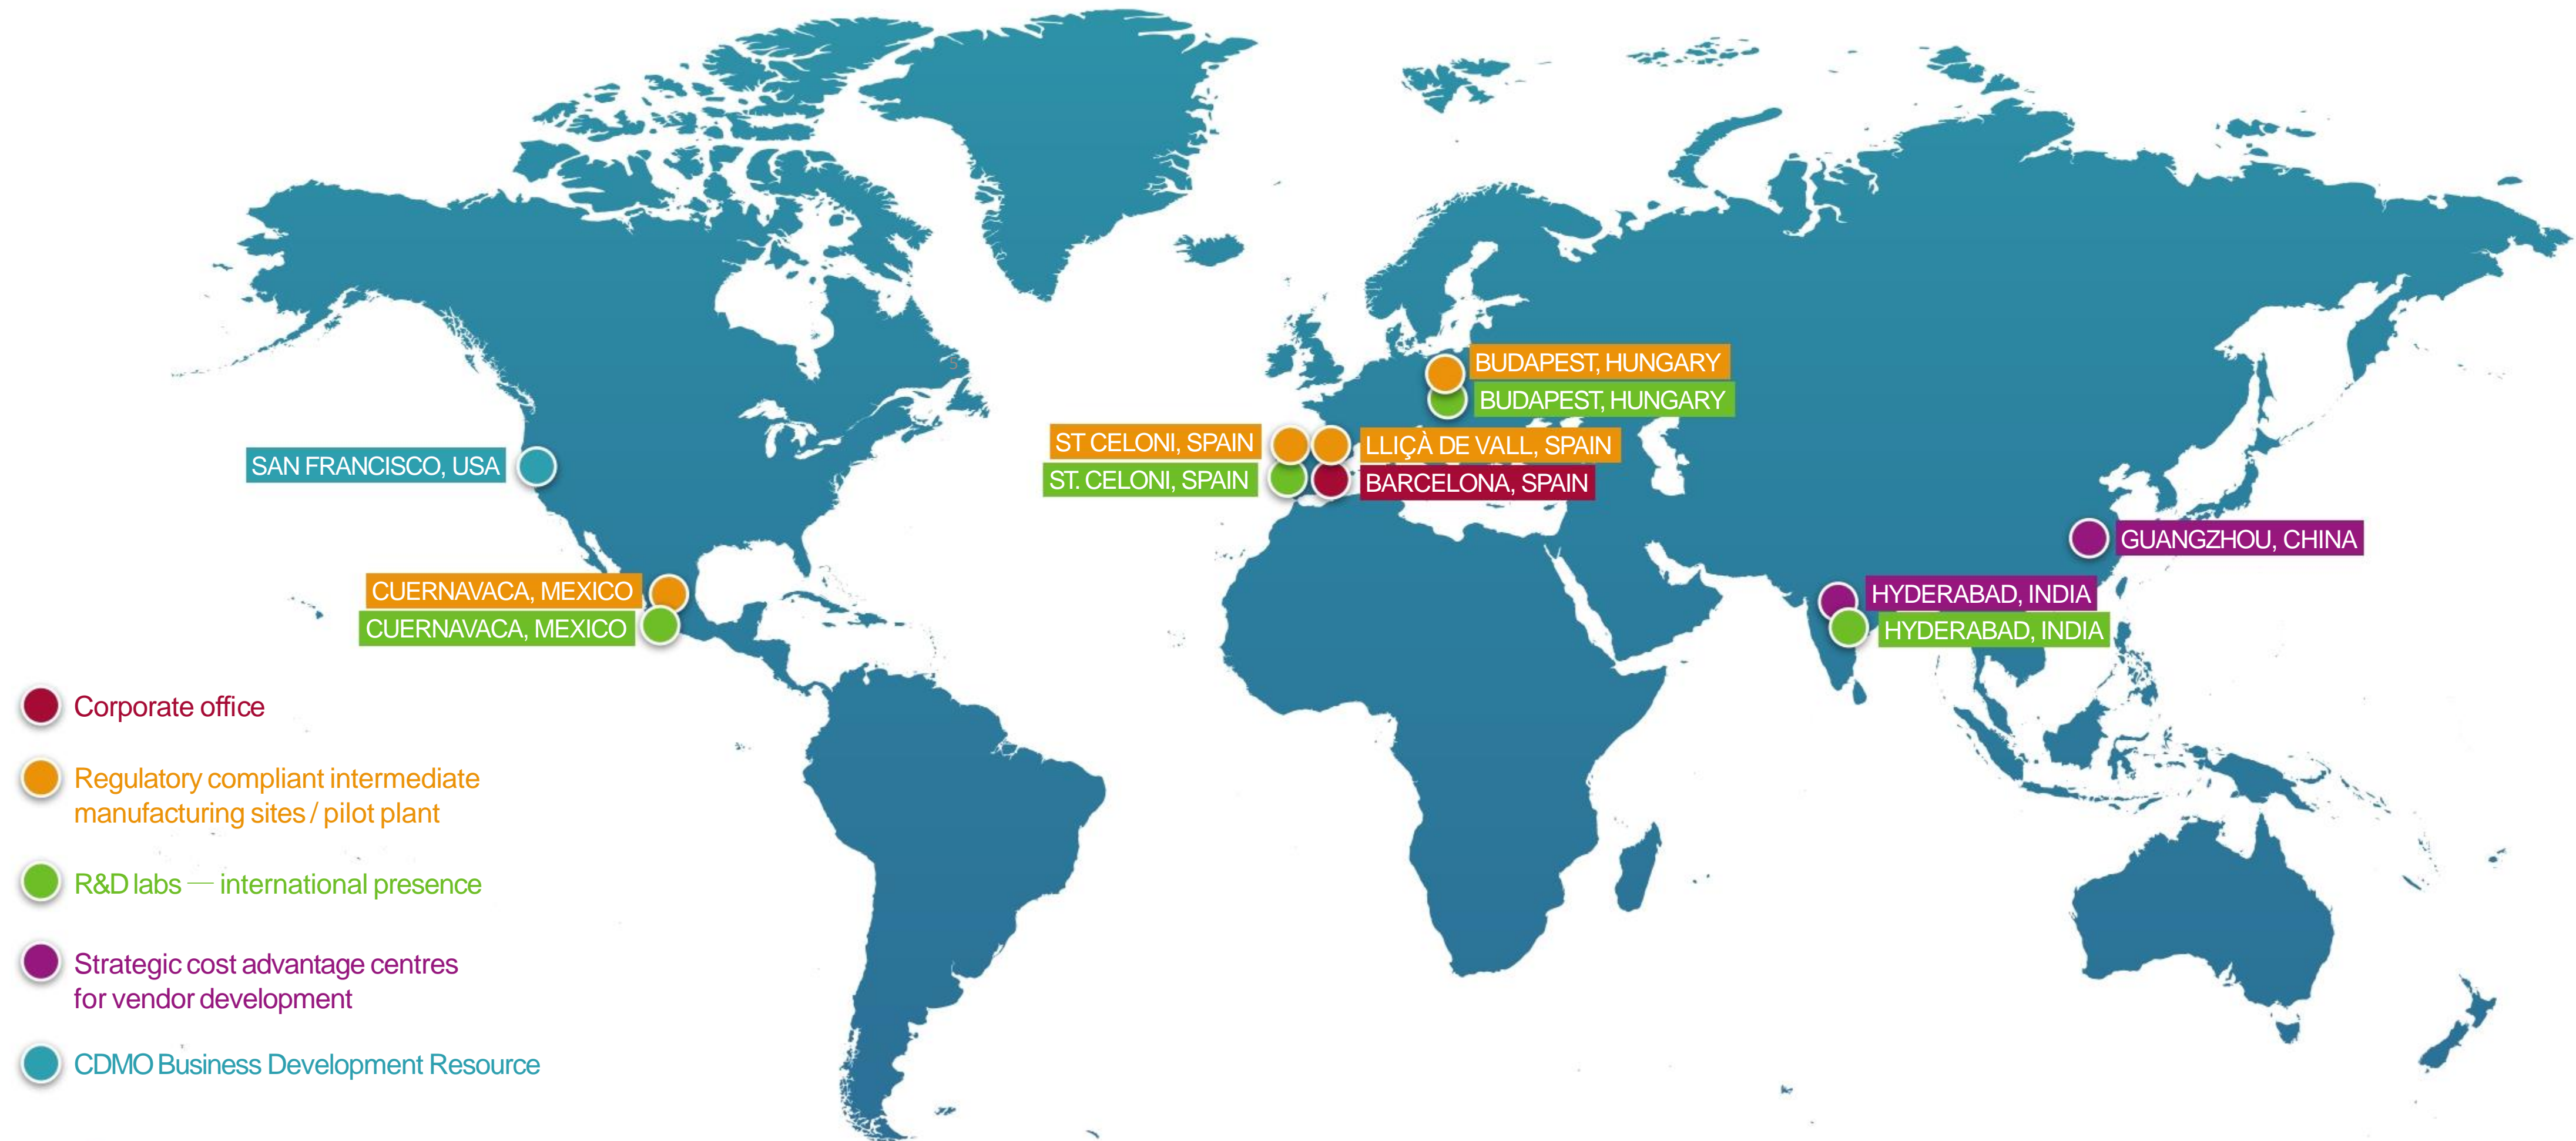 BUDAPEST, HUNGARY
BUDAPEST, HUNGARY
5
ST CELONI, SPAIN
LLIÇÀ DE VALL, SPAIN
SAN FRANCISCO, USA
ST. CELONI, SPAIN
BARCELONA, SPAIN
GUANGZHOU, CHINA
CUERNAVACA, MEXICO
HYDERABAD, INDIA
CUERNAVACA, MEXICO
HYDERABAD, INDIA
Corporate office
Regulatory compliant intermediate
manufacturing sites / pilot plant
R&D labs — international presence
Strategic cost advantage centres
for vendor development
CDMO Business Development Resource